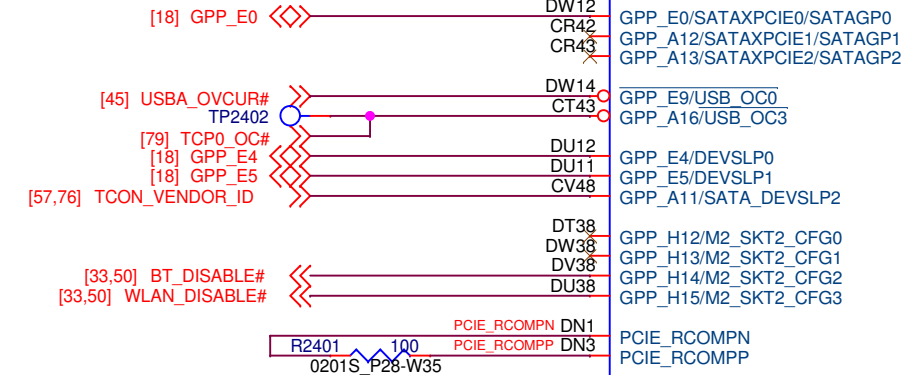 DW12
[18] GPP_E0 GPP_E0/SATAXPCIE0/SATAGP0
CR42
GPP_A12/SATAXPCIE1/SATAGP1
CR43
GPP_A13/SATAXPCIE2/SATAGP2
DW14
[45] USBA_OVCUR# GPP_E9/USB_OC0
CT43
TP2402 GPP_A16/USB_OC3
[79] TCP0_OC#
DU12
[18] GPP_E4 GPP_E4/DEVSLP0
DU11
[18] GPP_E5 GPP_E5/DEVSLP1
CV48
[57,76] TCON_VENDOR_ID GPP_A11/SATA_DEVSLP2
DT38
GPP_H12/M2_SKT2_CFG0
DW38
GPP_H13/M2_SKT2_CFG1
DV38
[33,50] BT_DISABLE# GPP_H14/M2_SKT2_CFG2
DU38
[33,50] WLAN_DISABLE# GPP_H15/M2_SKT2_CFG3
PCIE_RCOMPN DN1 PCIE_RCOMPN
R2401 100 PCIE_RCOMPP DN3 PCIE_RCOMPP
0201S_P28-W35